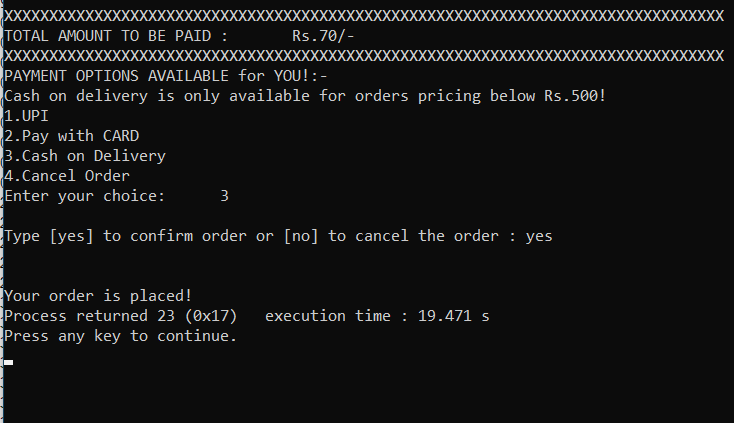 XXXXXXXXXXXXXXXXXXXXXXXXXXXXXXXXXXXXXXXXXXXXXXXXXXXXXXXXXXXXXXXXXXXXXXXXXXXXXXXX
TOTAL AMOUNT TO BE PAID :       Rs.70/-
XXXXXXXXXXXXXXXXXXXXXXXXXXXXXXXXXXXXXXXXXXXXXXXXXXXXXXXXXXXXXXXXXXXXXXXXXXXXXXXX
PAYMENT OPTIONS AVAILABLE for YOU!:-
Cash on delivery is only available for orders pricing below Rs.500!
1.UPI
2.Pay with CARD
3.Cash on Delivery
4.Cancel Order
Enter your choice:      3
Type [yes] to confirm order or [no] to cancel the order : yes
Your order is placed!
Process returned 23 (0x17)   execution time : 19.471 s
Press any key to continue.